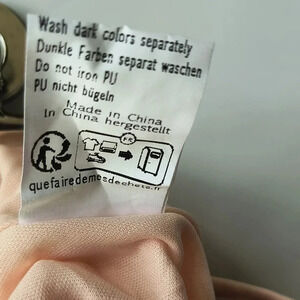 Wash dark colors separately
Dunkle Farben separat waschen
Do not iron PU
PU nicht bügeln
Made in China
In China hergestellt
FR
quefairedemesdechets.fr